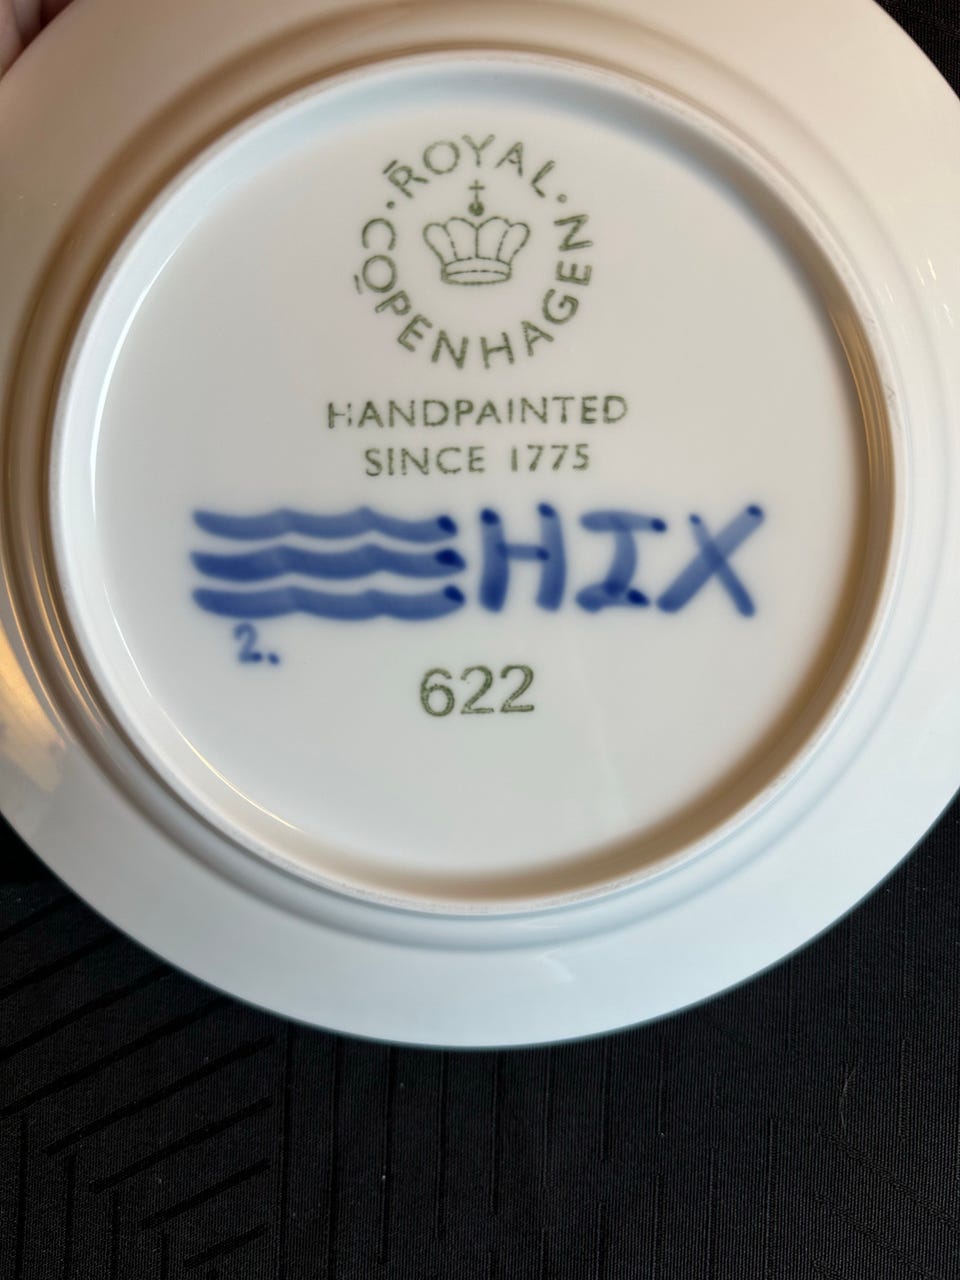 ROYAL · COPENHAGEN ·
HANDPAINTED
SINCE 1775
HIX
2.
622